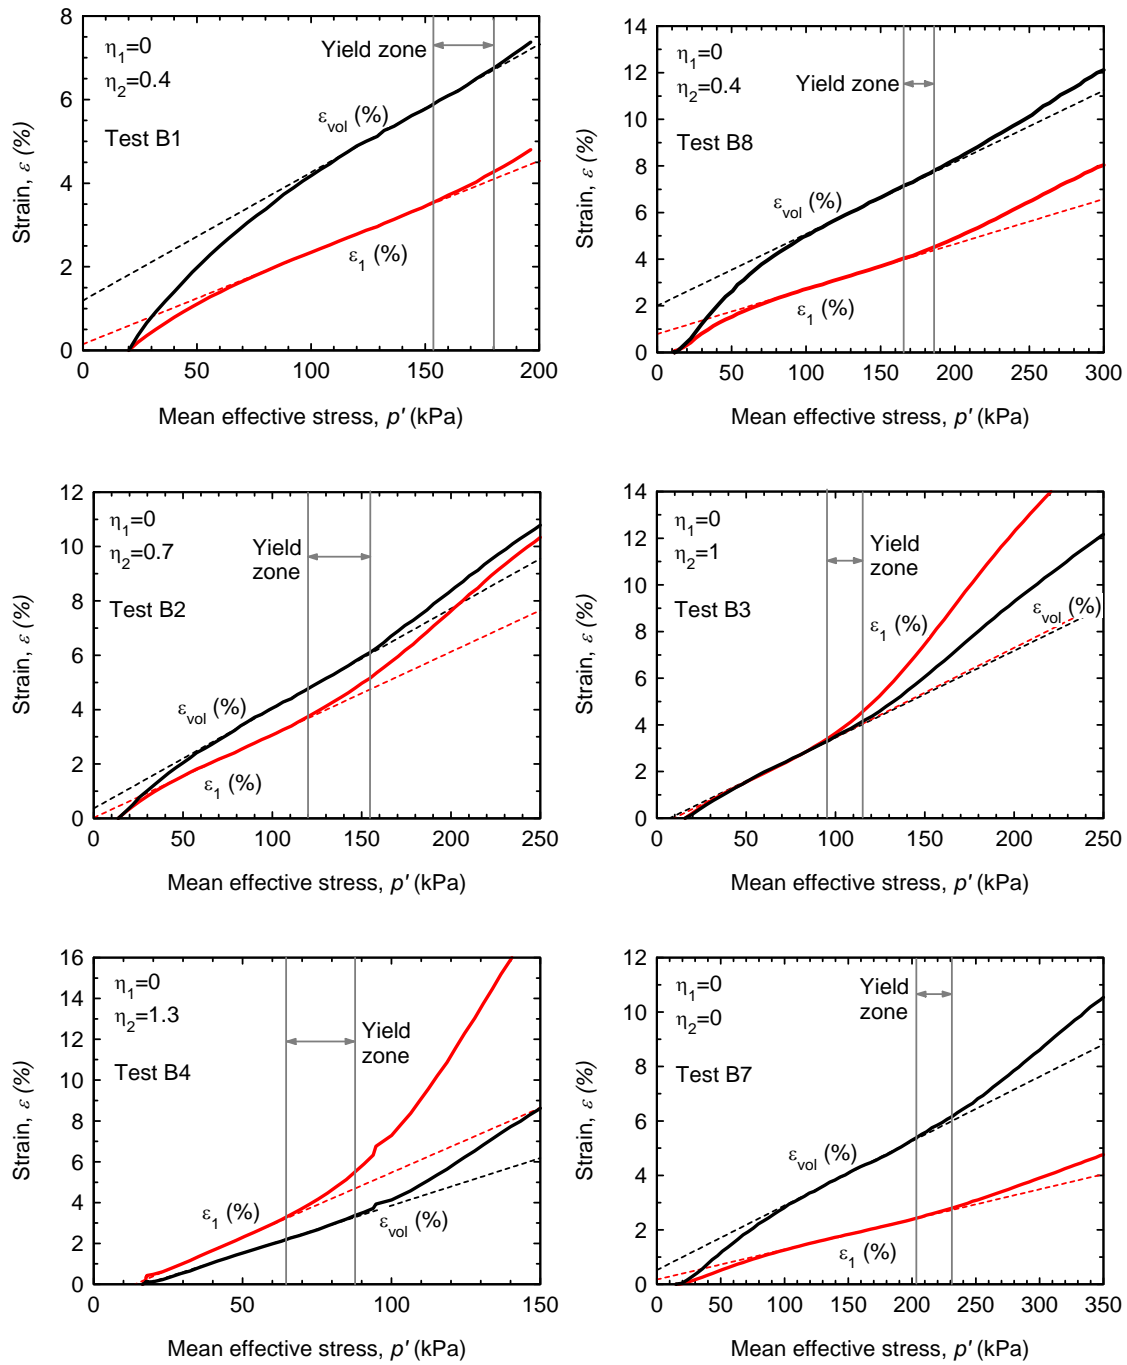 8
6
4
2
0
Strain, ε (%)
η1=0
η2=0.4
Test B1
Yield zone
εvol (%)
ε1 (%)
0 50 100 150 200
Mean effective stress, p' (kPa)
14
12
10
8
6
4
2
0
Strain, ε (%)
η1=0
η2=0.4
Yield zone
Test B8
εvol (%)
ε1 (%)
0 50 100 150 200 250 300
Mean effective stress, p' (kPa)
12
10
8
6
4
2
0
Strain, ε (%)
η1=0
η2=0.7
Yield
zone
Test B2
εvol (%)
ε1 (%)
0 50 100 150 200 250
Mean effective stress, p' (kPa)
14
12
10
8
6
4
2
0
Strain, ε (%)
η1=0
η2=1
Yield
zone
Test B3
εvol (%)
ε1 (%)
0 50 100 150 200 250
Mean effective stress, p' (kPa)
16
14
12
10
8
6
4
2
0
Strain, ε (%)
η1=0
η2=1.3
Yield
zone
Test B4
ε1 (%)
εvol (%)
0 50 100 150
Mean effective stress, p' (kPa)
12
10
8
6
4
2
0
Strain, ε (%)
η1=0
η2=0
Yield
zone
Test B7
εvol (%)
ε1 (%)
0 50 100 150 200 250 300 350
Mean effective stress, p' (kPa)